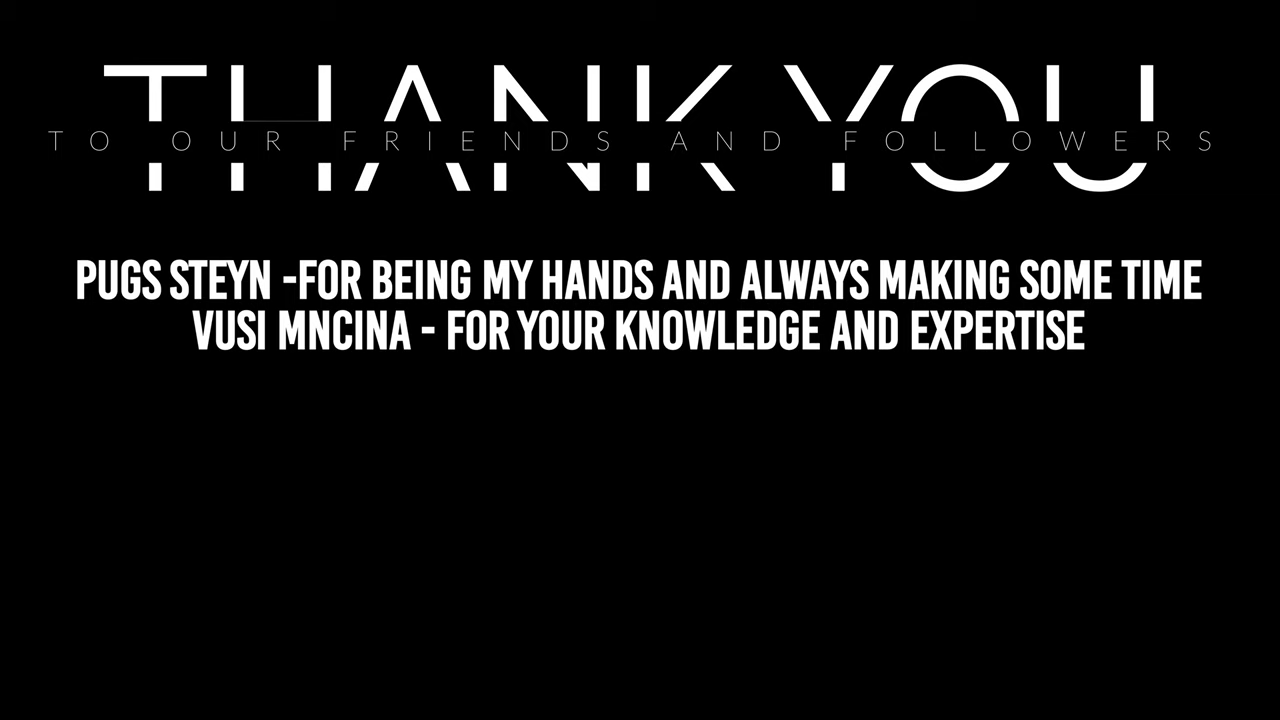 THANK YOU
TO OUR FRIENDS AND FOLLOWERS
PUGS STEYN -FOR BEING MY HANDS AND ALWAYS MAKING SOME TIME
VUSI MNCINA - FOR YOUR KNOWLEDGE AND EXPERTISE